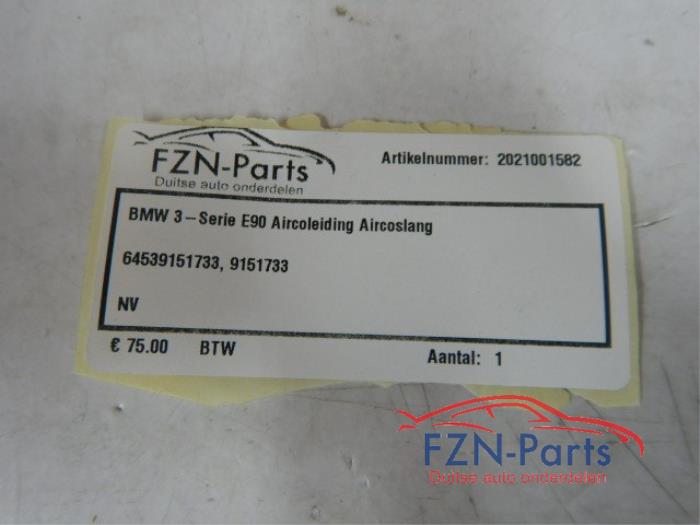 FZN-Parts
Duitse auto onderdelen
Artikelnummer: 2021001582
BMW 3-Serie E90 Aircoleiding Aircoslang
64539151733, 9151733
NV
€ 75.00 BTW
Aantal: 1
FZN-Parts
Duitse auto onderdelen